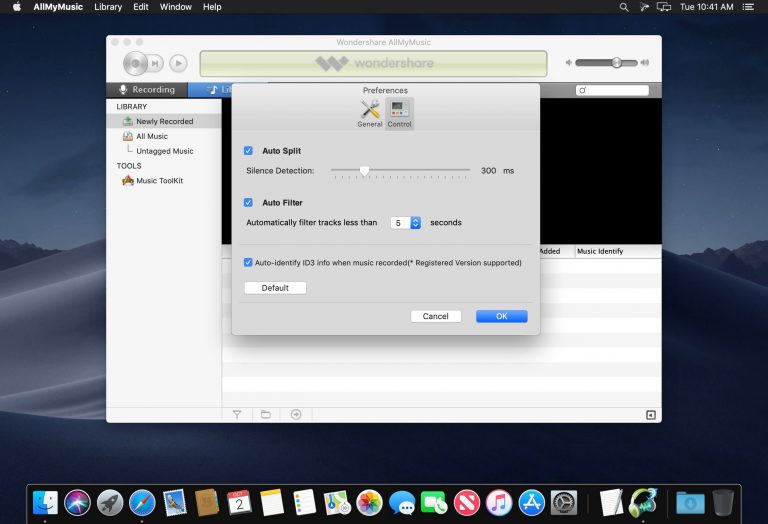 AllMyMusic Library Edit Window Help Tue 10:41 AM
Wondershare AllMyMusic
wondershare
Recording
LIBRARY
Newly Recorded
All Music
Untagged Music
TOOLS
Music ToolKit
Preferences
General Control
Auto Split
Silence Detection: 300 ms
Auto Filter
Automatically filter tracks less than 5 seconds
Auto-identify ID3 info when music recorded(* Registered Version supported)
Default
Cancel OK
Added Music Identify
2